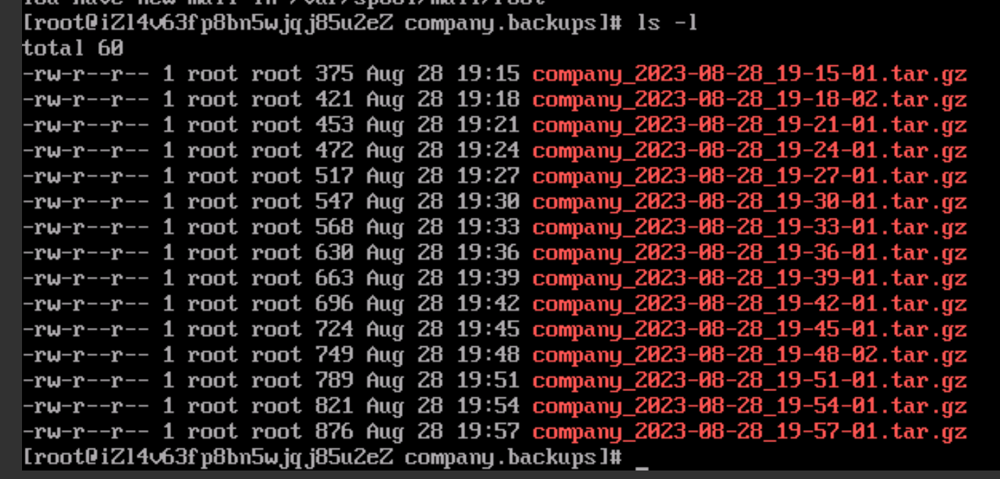 You have new mail in /var/spool/mail/root
[root@iZl4v63fp8bn5wjqj85u2eZ company.backups]# ls -l
total 60
-rw-r--r-- 1 root root 375 Aug 28 19:15 company_2023-08-28_19-15-01.tar.gz
-rw-r--r-- 1 root root 421 Aug 28 19:18 company_2023-08-28_19-18-02.tar.gz
-rw-r--r-- 1 root root 453 Aug 28 19:21 company_2023-08-28_19-21-01.tar.gz
-rw-r--r-- 1 root root 472 Aug 28 19:24 company_2023-08-28_19-24-01.tar.gz
-rw-r--r-- 1 root root 517 Aug 28 19:27 company_2023-08-28_19-27-01.tar.gz
-rw-r--r-- 1 root root 547 Aug 28 19:30 company_2023-08-28_19-30-01.tar.gz
-rw-r--r-- 1 root root 568 Aug 28 19:33 company_2023-08-28_19-33-01.tar.gz
-rw-r--r-- 1 root root 630 Aug 28 19:36 company_2023-08-28_19-36-01.tar.gz
-rw-r--r-- 1 root root 663 Aug 28 19:39 company_2023-08-28_19-39-01.tar.gz
-rw-r--r-- 1 root root 696 Aug 28 19:42 company_2023-08-28_19-42-01.tar.gz
-rw-r--r-- 1 root root 724 Aug 28 19:45 company_2023-08-28_19-45-01.tar.gz
-rw-r--r-- 1 root root 749 Aug 28 19:48 company_2023-08-28_19-48-02.tar.gz
-rw-r--r-- 1 root root 789 Aug 28 19:51 company_2023-08-28_19-51-01.tar.gz
-rw-r--r-- 1 root root 821 Aug 28 19:54 company_2023-08-28_19-54-01.tar.gz
-rw-r--r-- 1 root root 876 Aug 28 19:57 company_2023-08-28_19-57-01.tar.gz
[root@iZl4v63fp8bn5wjqj85u2eZ company.backups]# _